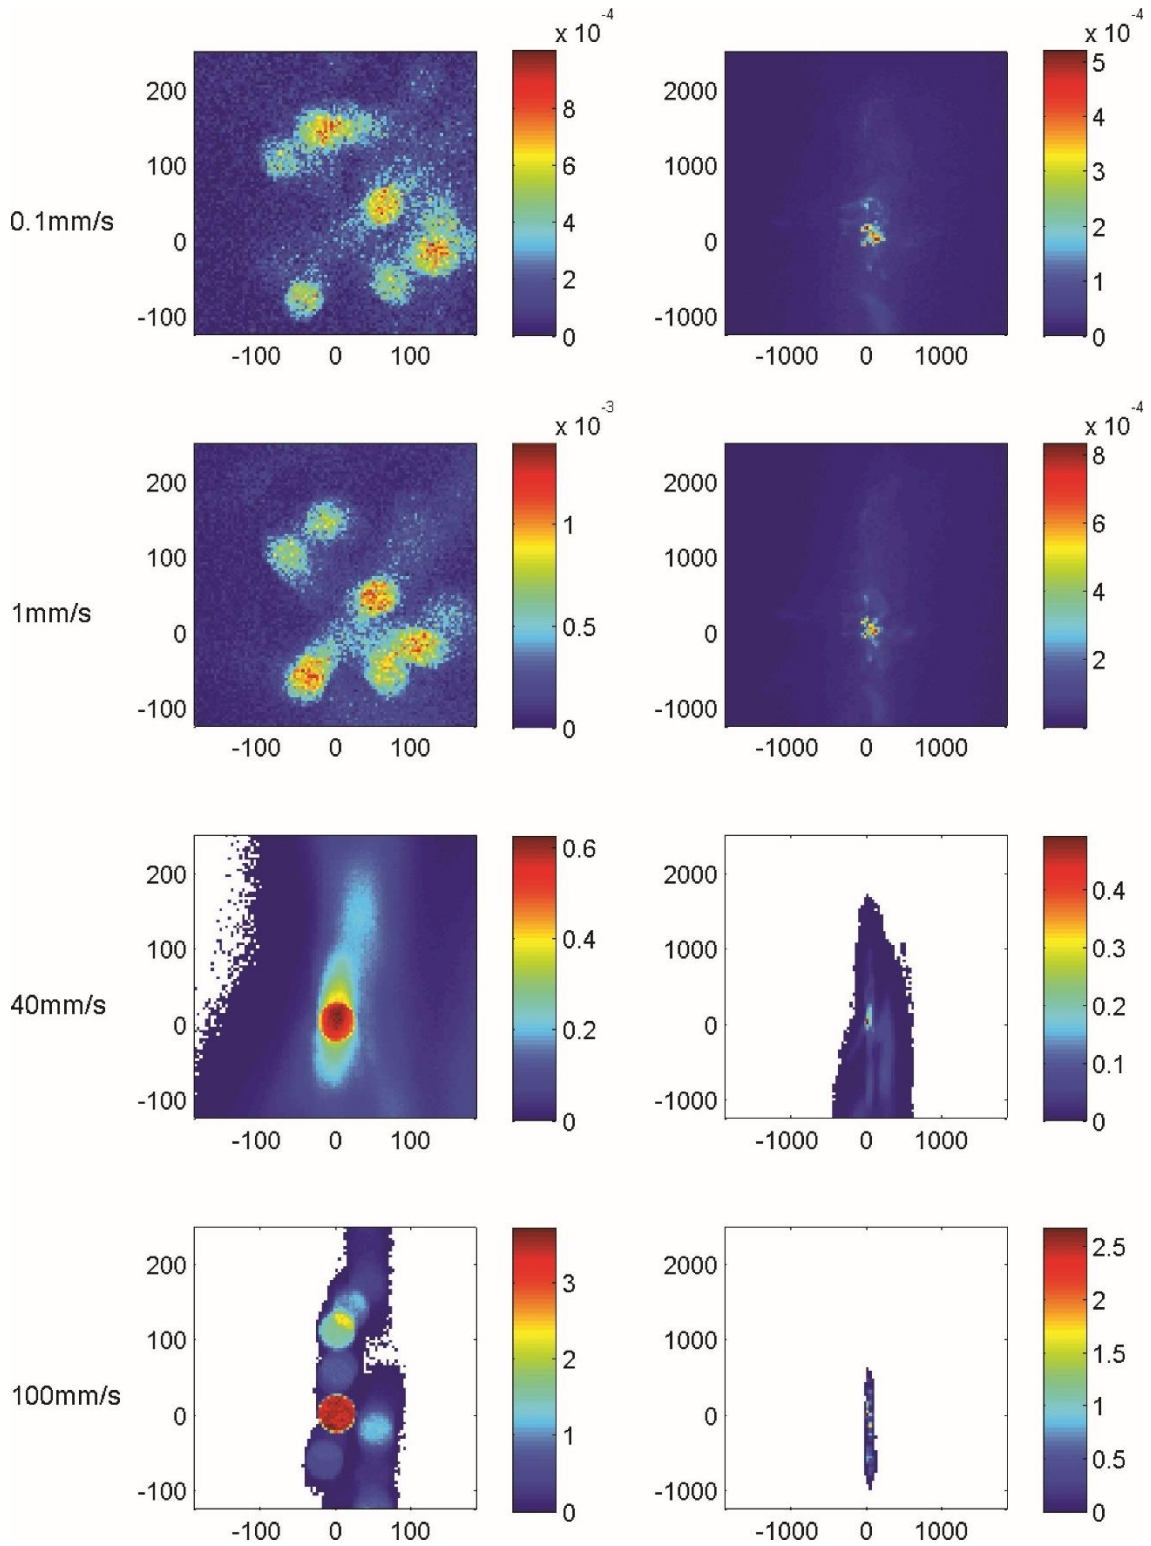 x 10-4 x 10-4
200 8 2000 5
100 6 1000 4
0.1mm/s 0 4 0 3
-100 2 -1000 2
0 1
0
-100 0 100 -1000 0 1000
x 10-3 x 10-4
200 1 2000 8
100 0.5 1000 6
1mm/s 0 0 0 4
-100 -1000 2
-100 0 100 -1000 0 1000
200 0.6 2000 0.4
100 0.4 1000 0.3
40mm/s 0 0.2 0 0.2
-100 0 -1000 0.1
0
-100 0 100 -1000 0 1000
200 3 2000 2.5
100 2 1000 2
100mm/s 0 1 0 1.5
-100 0 -1000 1
0.5
0
-100 0 100 -1000 0 1000